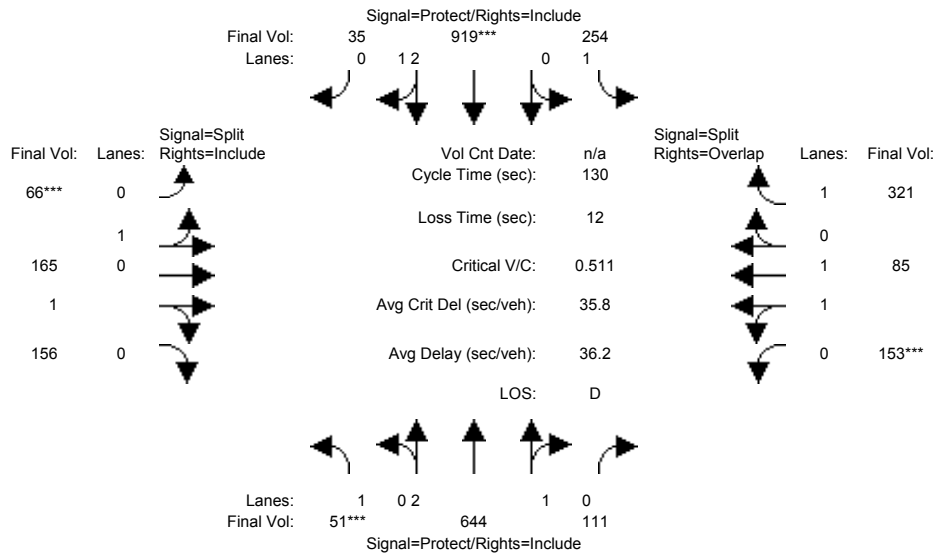 Signal=Protect/Rights=Include
Final Vol: 35 919*** 254
Lanes: 0 1 2 0 1
Signal=Split
Final Vol: Lanes: Rights=Include
Vol Cnt Date: n/a
Signal=Split
Rights=Overlap Lanes: Final Vol:
Cycle Time (sec): 130
66*** 0
1 321
Loss Time (sec): 12
1
0
165 0
Critical V/C: 0.511
1 85
1
Avg Crit Del (sec/veh): 35.8
1
156 0
Avg Delay (sec/veh): 36.2
0 153***
LOS: D
Lanes: 1 0 2 1 0
Final Vol: 51*** 644 111
Signal=Protect/Rights=Include